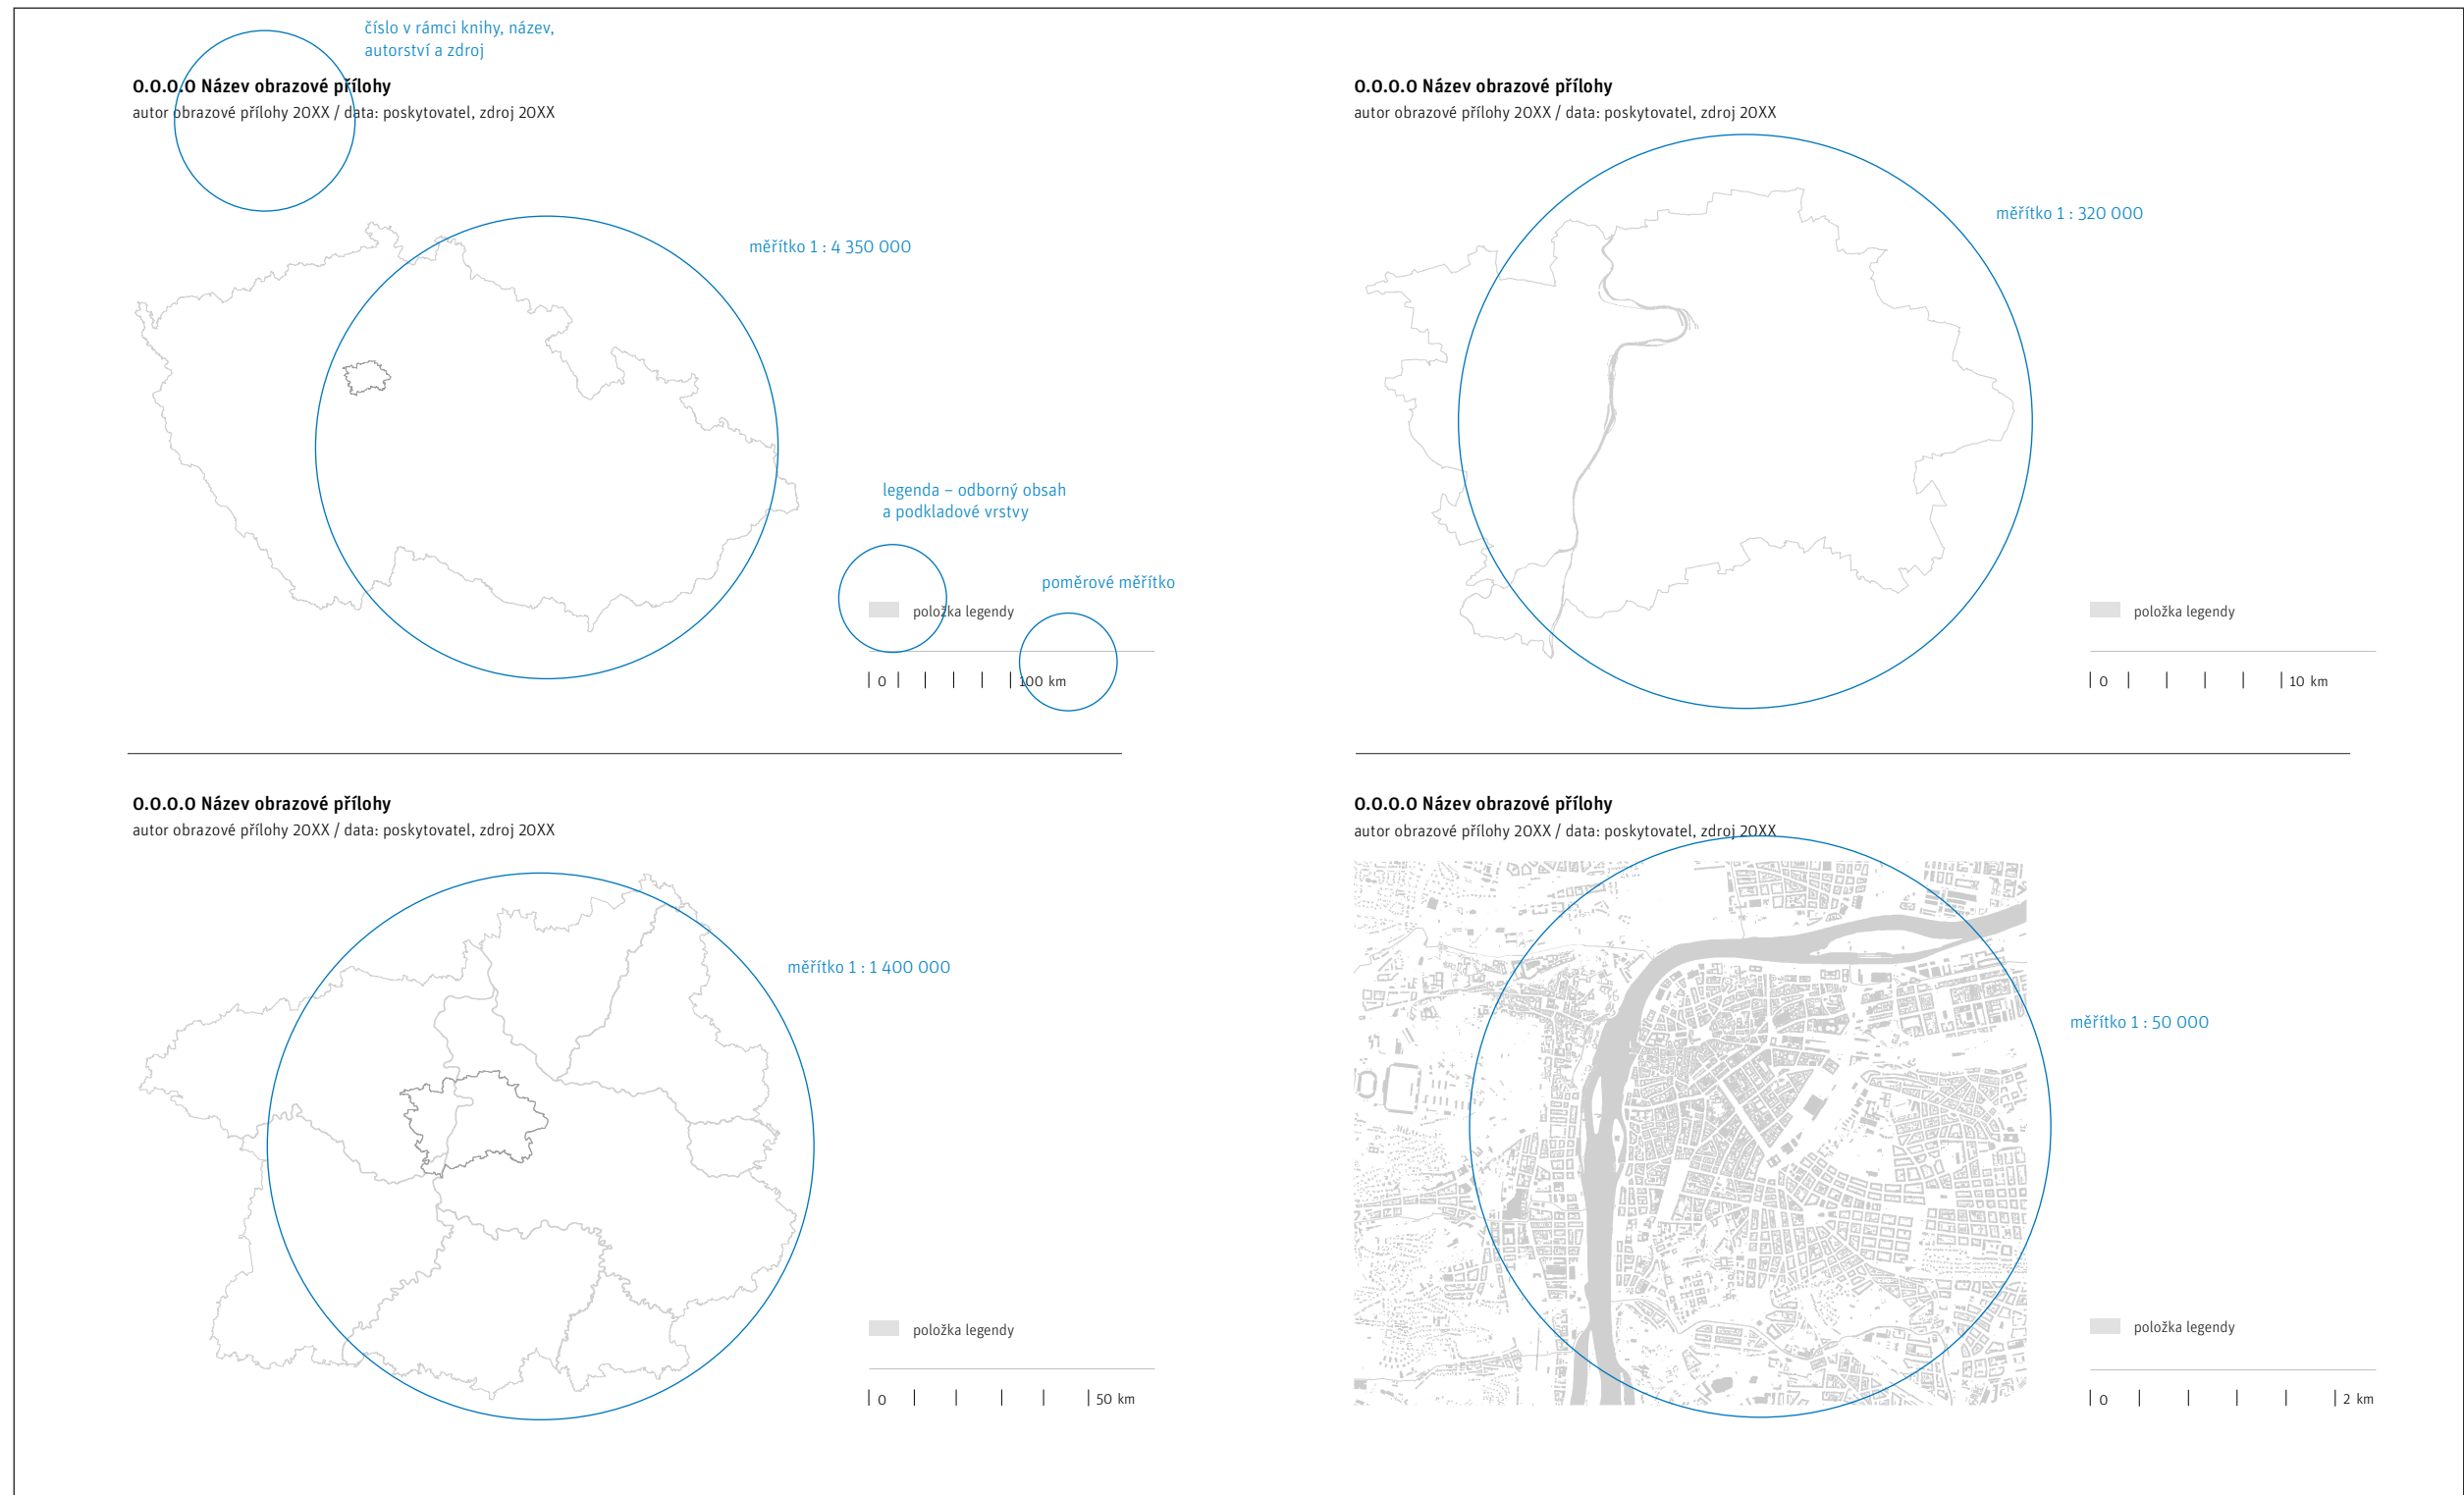 číslo v rámci knihy, název,
autorství a zdroj
0.0.0.0 Název obrazové přílohy
autor obrazové přílohy 20XX / data: poskytovatel, zdroj 20XX
měřítko 1 : 4 350 000
legenda – odborný obsah
a podkladové vrstvy
poměrové měřítko
položka legendy
0 100 km
0.0.0.0 Název obrazové přílohy
autor obrazové přílohy 20XX / data: poskytovatel, zdroj 20XX
měřítko 1 : 320 000
položka legendy
0 10 km
0.0.0.0 Název obrazové přílohy
autor obrazové přílohy 20XX / data: poskytovatel, zdroj 20XX
měřítko 1 : 1 400 000
položka legendy
0 50 km
0.0.0.0 Název obrazové přílohy
autor obrazové přílohy 20XX / data: poskytovatel, zdroj 20XX
měřítko 1 : 50 000
položka legendy
0 2 km